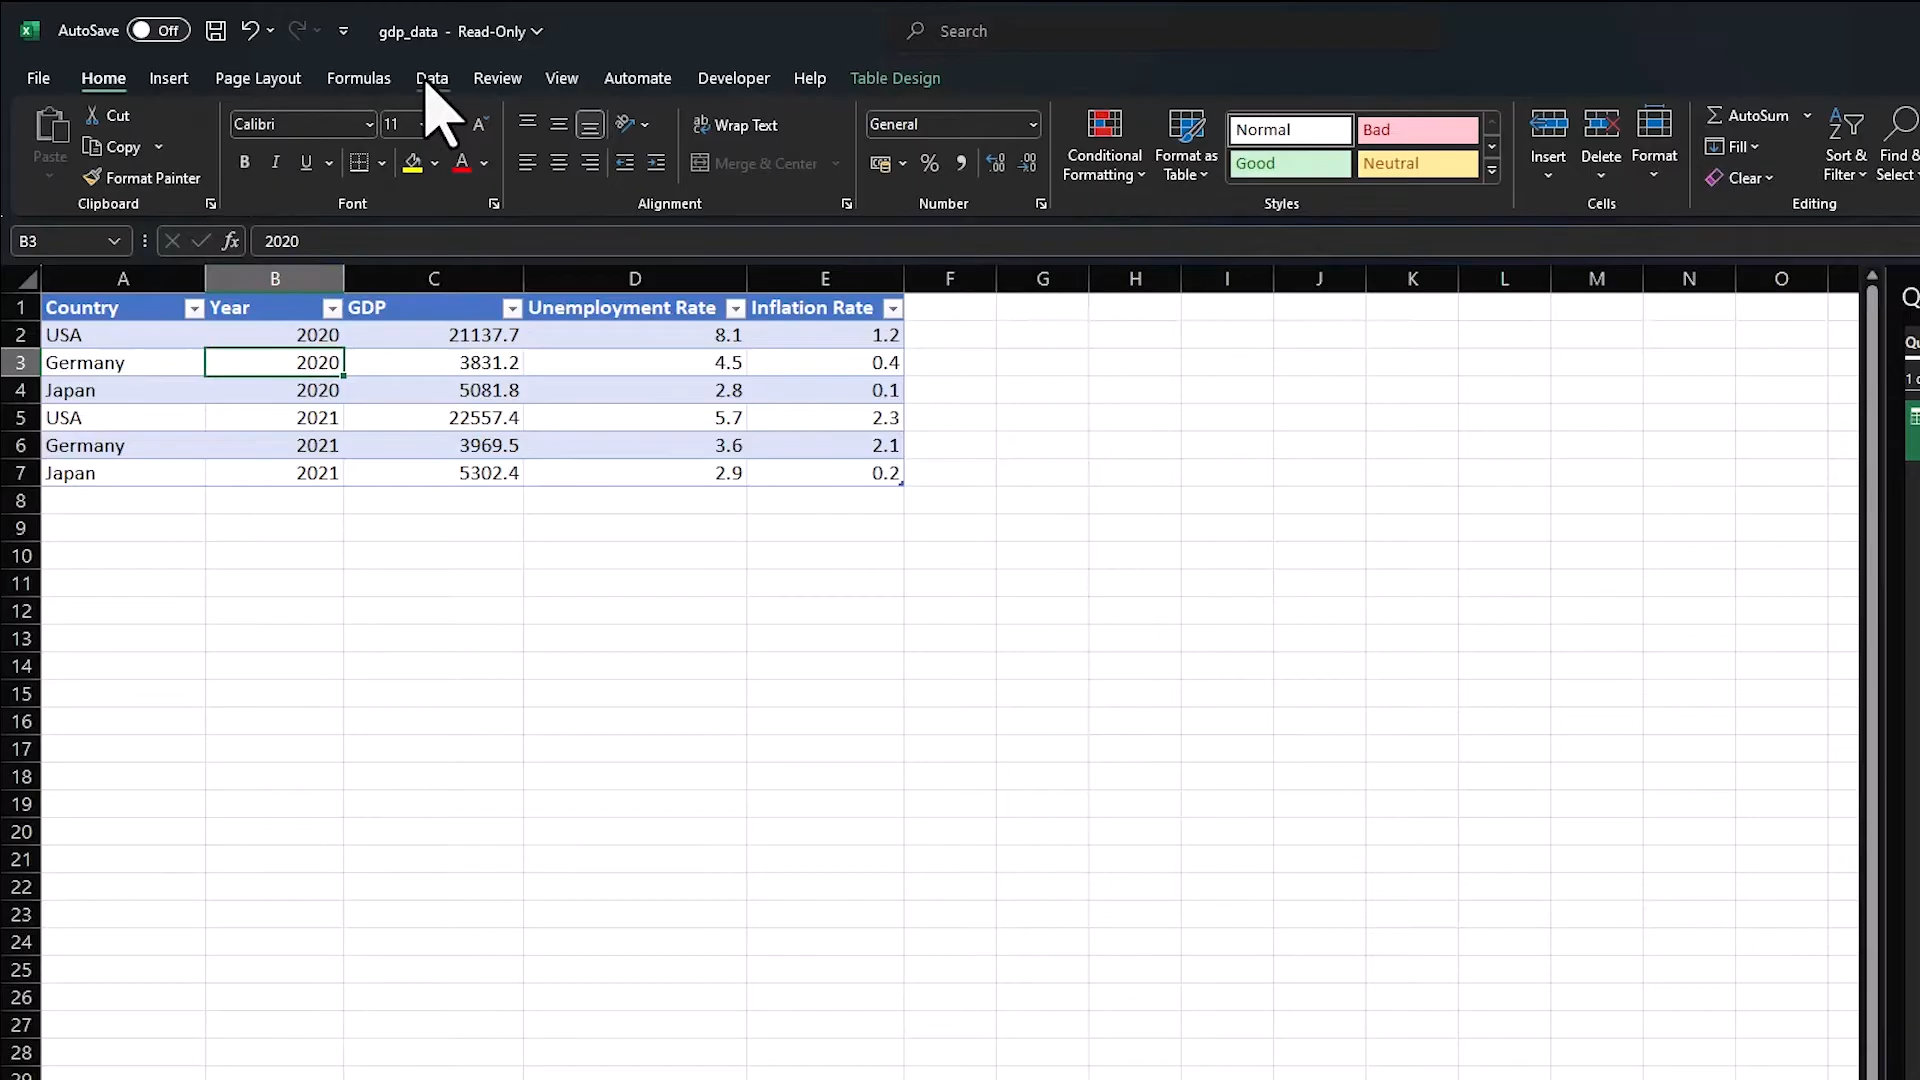 AutoSave Off gdp_data - Read-Only Search
File Home Insert Page Layout Formulas Data Review View Automate Developer Help Table Design
Paste Cut
Copy
Format Painter
Clipboard
Calibri 11 A
B I U A
Font
ab Wrap Text
Merge & Center
Alignment
General
% 9
Number
Conditional Formatting
Format as Table
Normal Bad
Good Neutral
Styles
Insert Delete Format
Cells
AutoSum
Fill
Clear
Sort & Filter
Find & Select
Editing
B3 fx 2020
A B C D E F G H I J K L M N O
1 Country Year GDP Unemployment Rate Inflation Rate
2 USA 2020 21137.7 8.1 1.2
3 Germany 2020 3831.2 4.5 0.4
4 Japan 2020 5081.8 2.8 0.1
5 USA 2021 22557.4 5.7 2.3
6 Germany 2021 3969.5 3.6 2.1
7 Japan 2021 5302.4 2.9 0.2
8
9
10
11
12
13
14
15
16
17
18
19
20
21
22
23
24
25
26
27
28